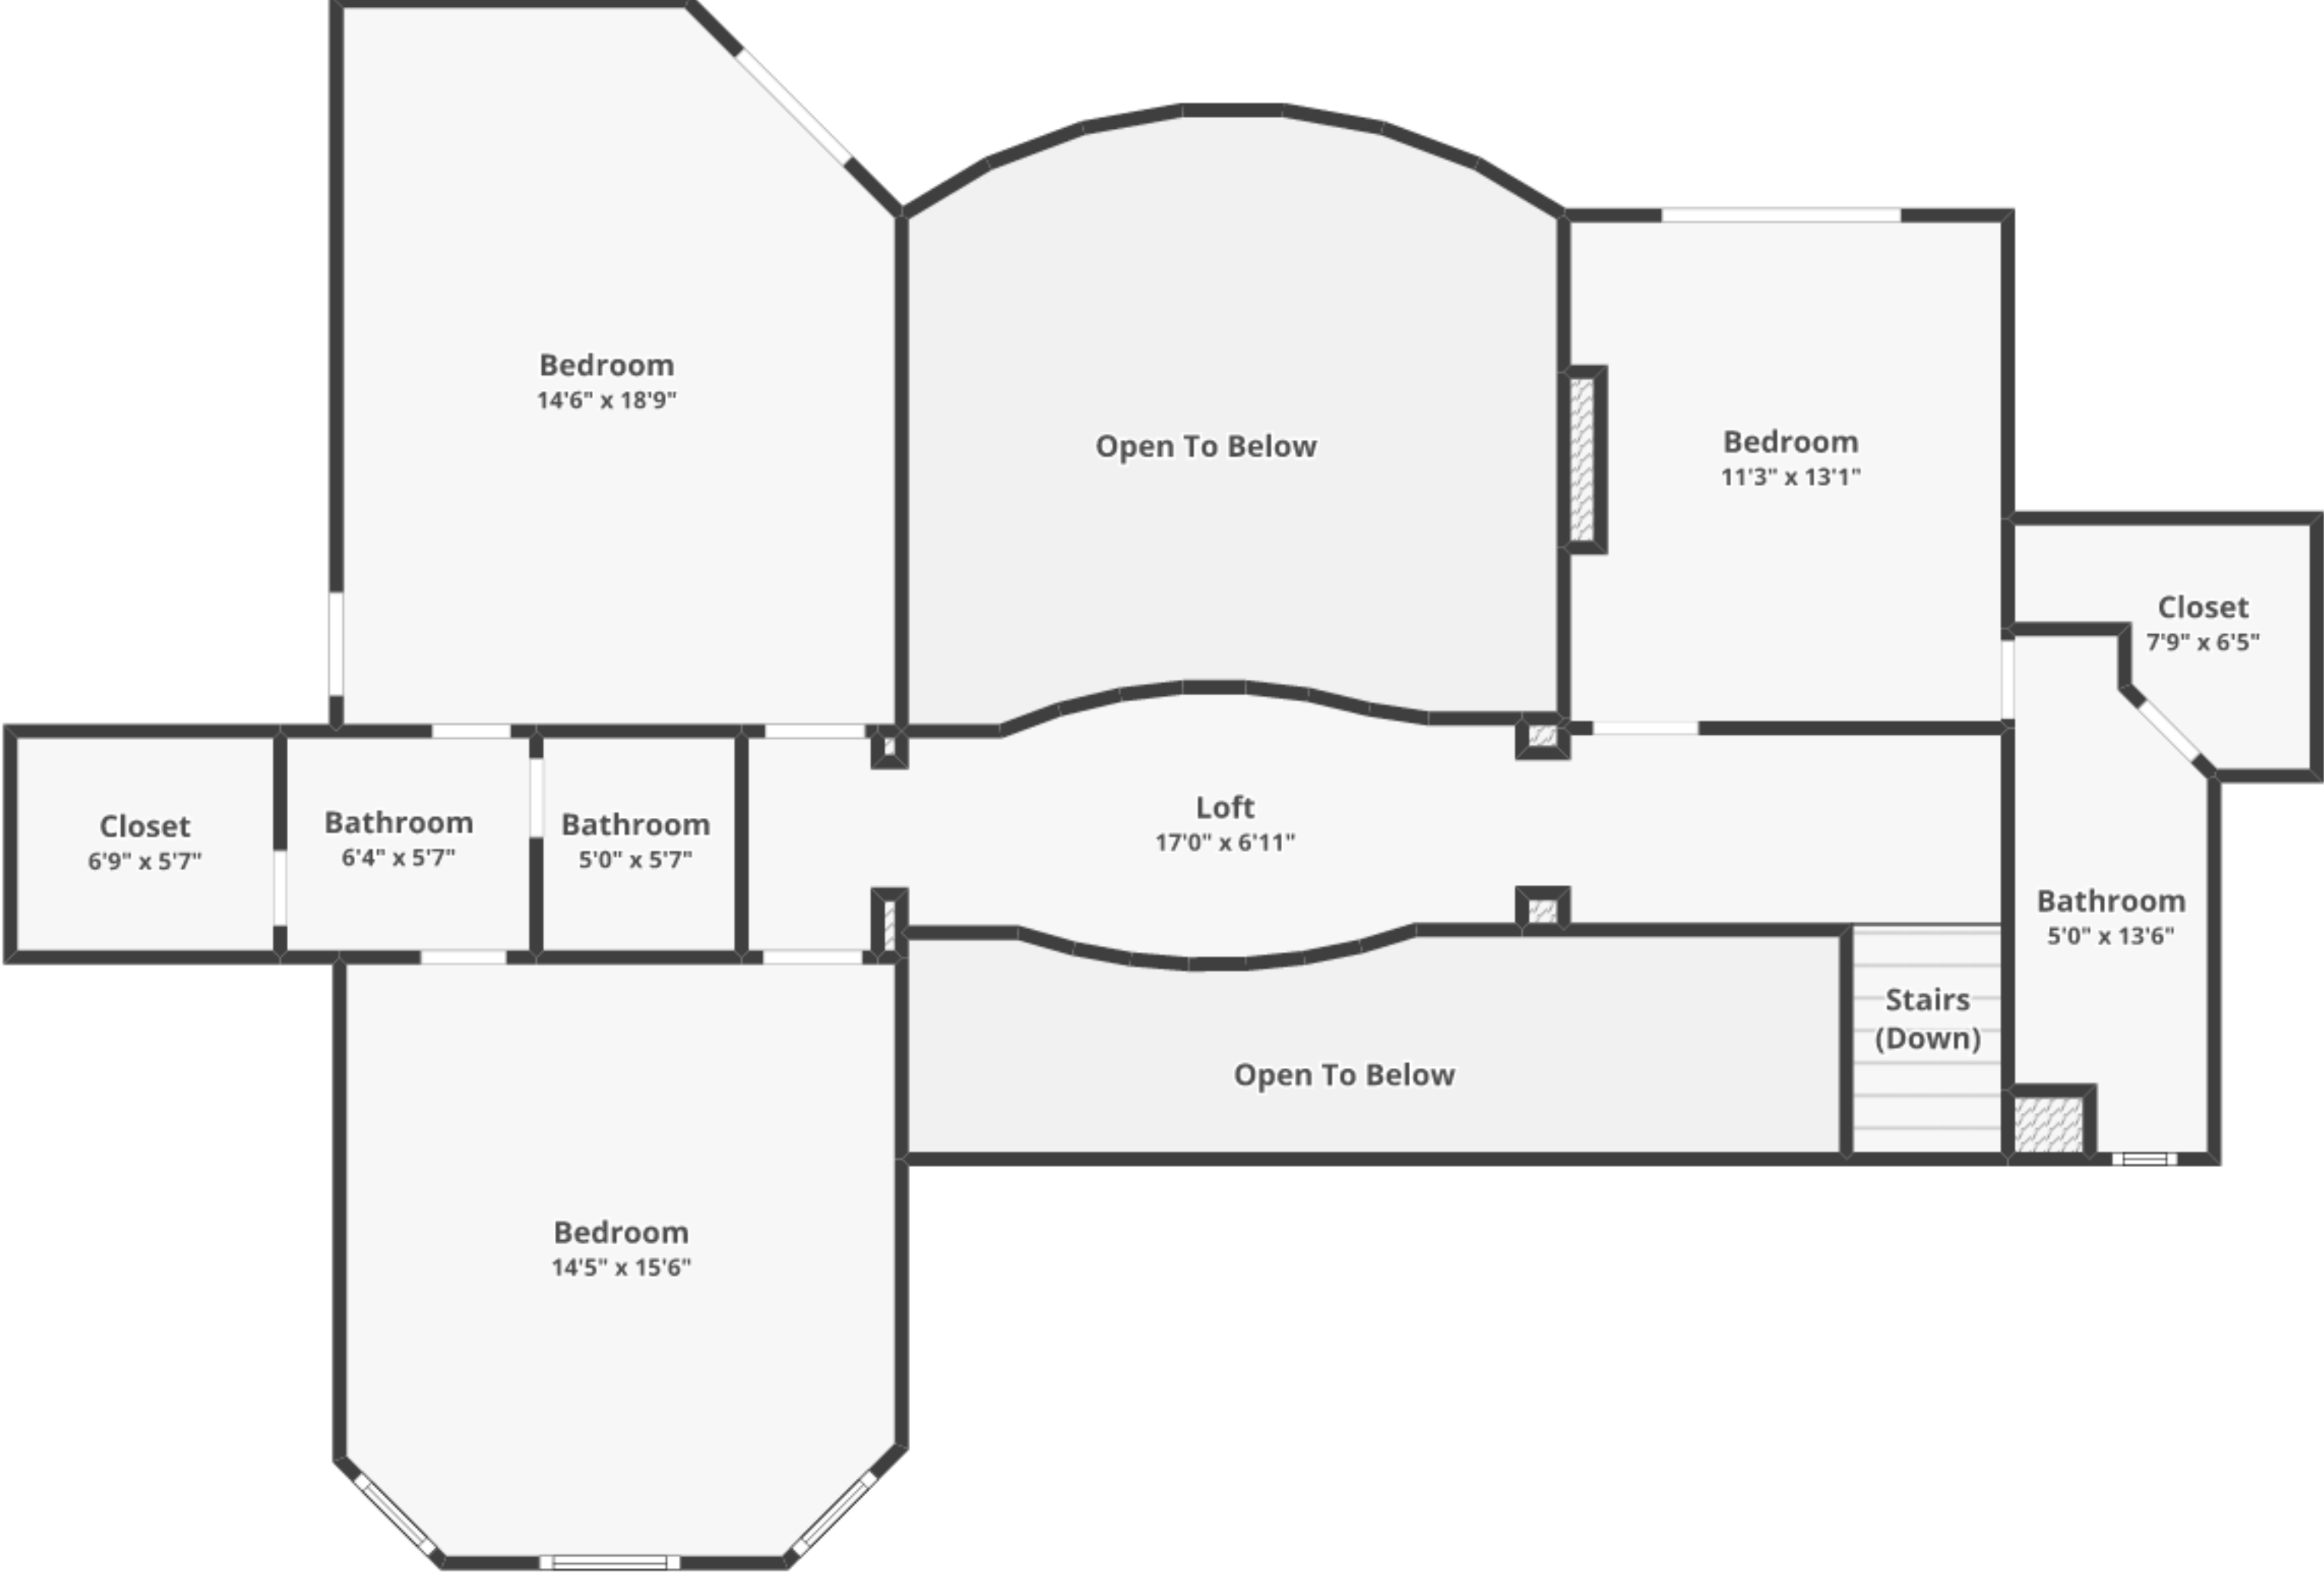 Bedroom
14'6" x 18'9"
Open To Below
Bedroom
11'3" x 13'1"
Closet
7'9" x 6'5"
Closet
6'9" x 5'7"
Bathroom
6'4" x 5'7"
Bathroom
5'0" x 5'7"
Loft
17'0" x 6'11"
Bathroom
5'0" x 13'6"
Stairs
(Down)
Open To Below
Bedroom
14'5" x 15'6"